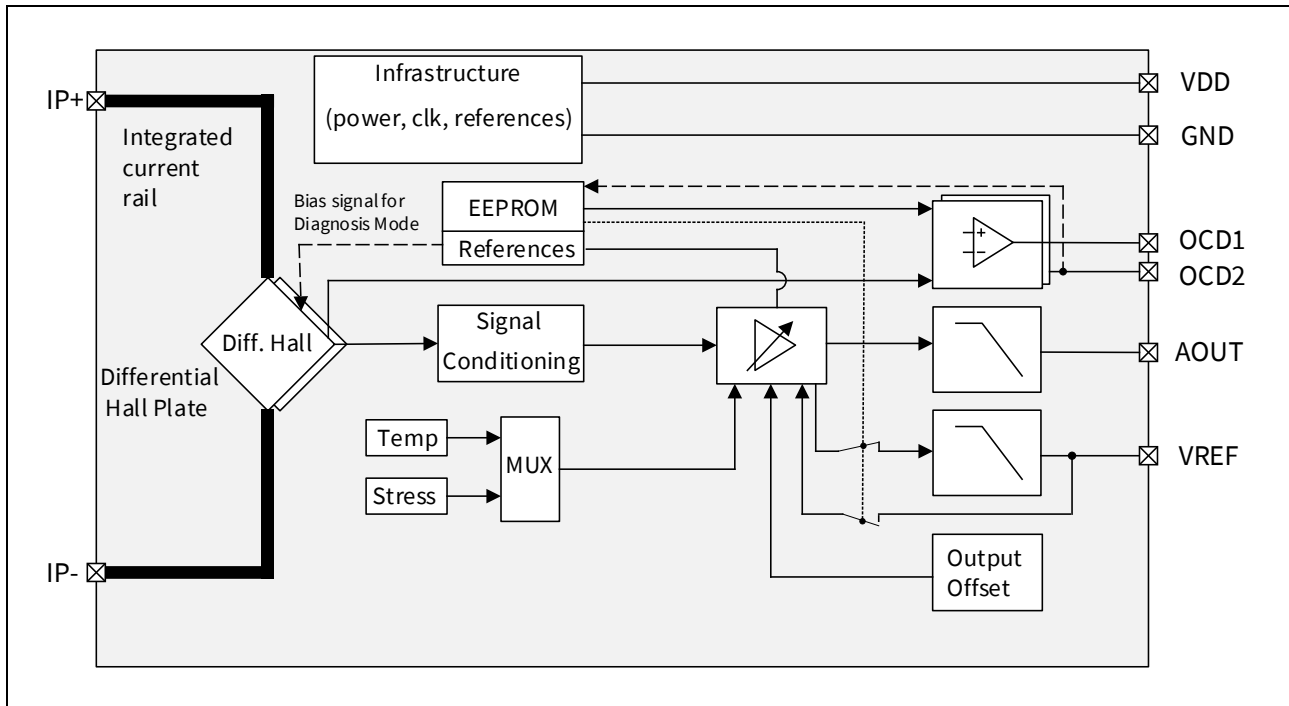 Infrastructure
(power, clk, references)
VDD
GND
IP+
Integrated
current
rail
Bias signal for
Diagnosis Mode
EEPROM
References
+
−
OCD1
OCD2
Diff. Hall
Signal
Conditioning
AOUT
Differential
Hall Plate
Temp
Stress
MUX
VREF
Output
Offset
IP-